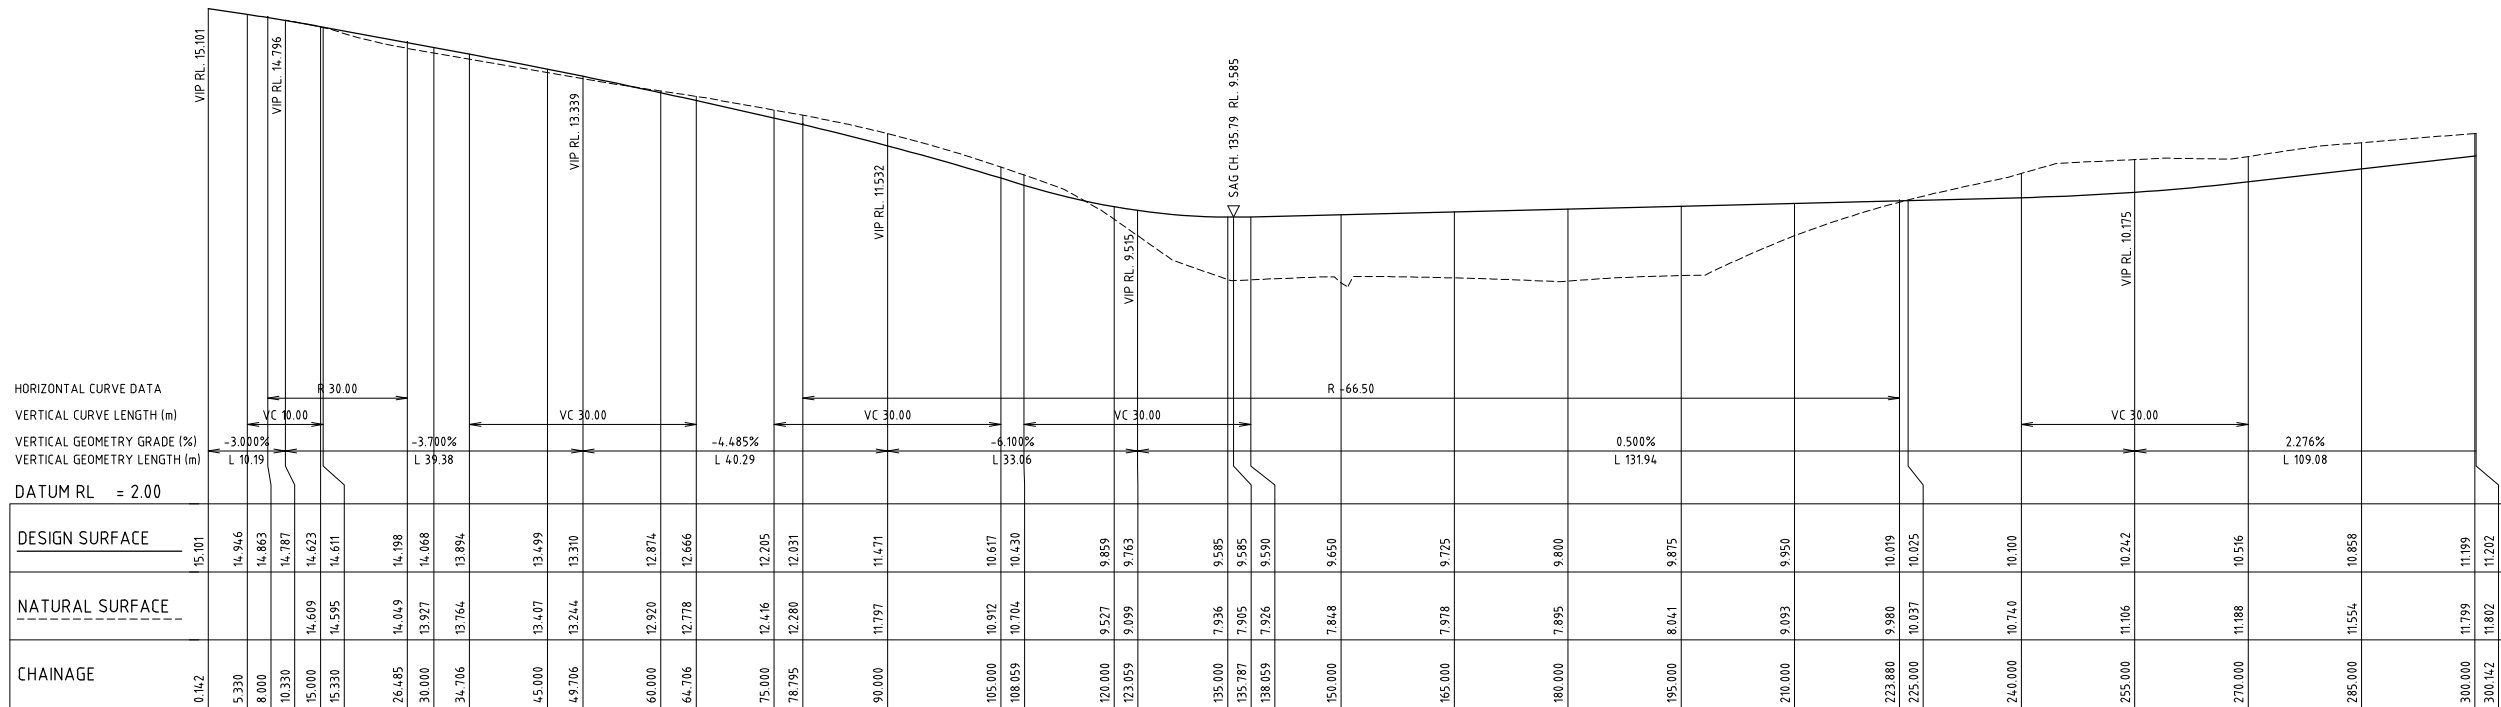 VIP RL. 15.101
VIP RL. 14.796
VIP RL. 13.339
VIP RL. 11.532
VIP RL. 9.515
SAG CH. 135.79 RL. 9.585
VIP RL. 10.175
HORIZONTAL CURVE DATA R 30.00 R -66.50
VERTICAL CURVE LENGTH (m) VC 10.00 VC 30.00 VC 30.00 VC 30.00 VC 30.00
VERTICAL GEOMETRY GRADE (%) -3.000% -3.700% -4.485% -6.100% 0.500% 2.276%
VERTICAL GEOMETRY LENGTH (m) L 10.19 L 39.38 L 40.29 L 33.06 L 131.94 L 109.08
DATUM RL = 2.00
DESIGN SURFACE 15.101 14.946 14.863 14.787 14.623 14.611 14.198 14.068 13.894 13.499 13.310 12.874 12.666 12.205 12.031 11.471 10.617 10.430 9.859 9.763 9.585 9.585 9.590 9.650 9.725 9.800 9.875 9.950 10.019 10.025 10.100 10.242 10.516 10.858 11.199 11.202
NATURAL SURFACE 14.609 14.595 14.049 13.927 13.764 13.407 13.244 12.920 12.778 12.416 12.280 11.797 10.912 10.704 9.527 9.099 7.936 7.905 7.926 7.848 7.978 7.895 8.041 9.093 9.980 10.037 10.740 11.106 11.188 11.554 11.799 11.802
CHAINAGE 0.142 5.330 8.000 10.330 15.000 15.330 26.485 30.000 34.706 45.000 49.706 60.000 64.706 75.000 78.795 90.000 105.000 108.059 120.000 123.059 135.000 135.787 138.059 150.000 165.000 180.000 195.000 210.000 223.880 225.000 240.000 255.000 270.000 285.000 300.000 300.142